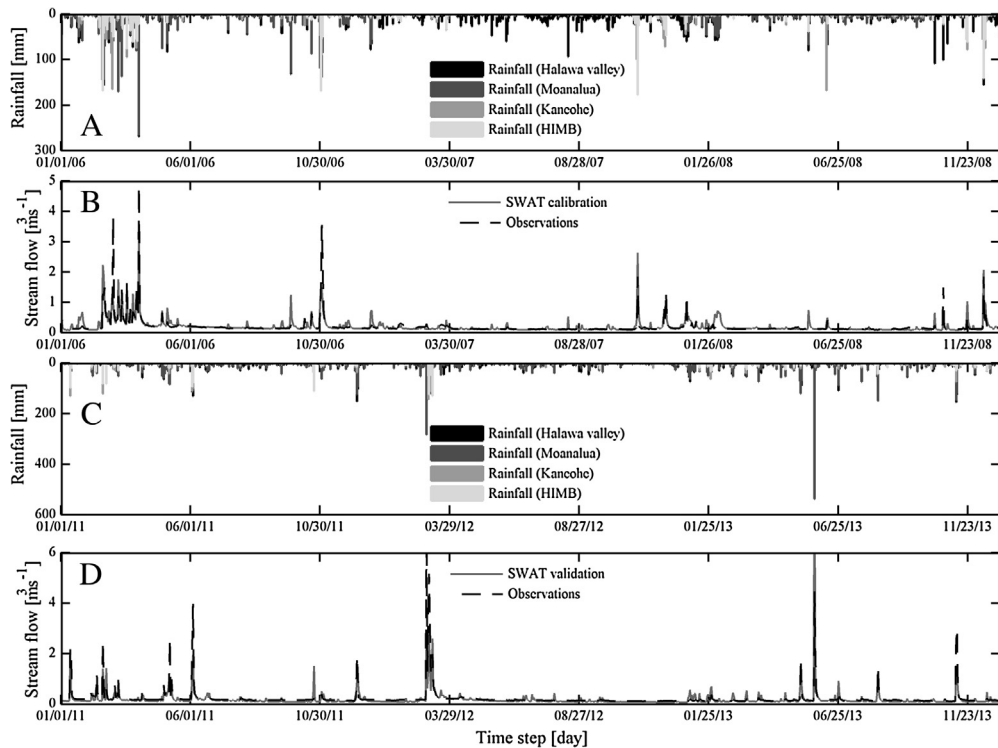 0
100
200
300
Rainfall [mm]
A
Rainfall (Halawa valley)
Rainfall (Moanalua)
Rainfall (Kaneohe)
Rainfall (HIMB)
01/01/06 06/01/06 10/30/06 03/30/07 08/28/07 01/26/08 06/25/08 11/23/08
5
4
3
2
1
0
Stream flow [m³s⁻¹]
B
SWAT calibration
Observations
01/01/06 06/01/06 10/30/06 03/30/07 08/28/07 01/26/08 06/25/08 11/23/08
0
200
400
600
Rainfall [mm]
C
Rainfall (Halawa valley)
Rainfall (Moanalua)
Rainfall (Kaneohe)
Rainfall (HIMB)
01/01/11 06/01/11 10/30/11 03/29/12 08/27/12 01/25/13 06/25/13 11/23/13
6
4
2
0
Stream flow [m³s⁻¹]
D
SWAT validation
Observations
01/01/11 06/01/11 10/30/11 03/29/12 08/27/12 01/25/13 06/25/13 11/23/13
Time step [day]